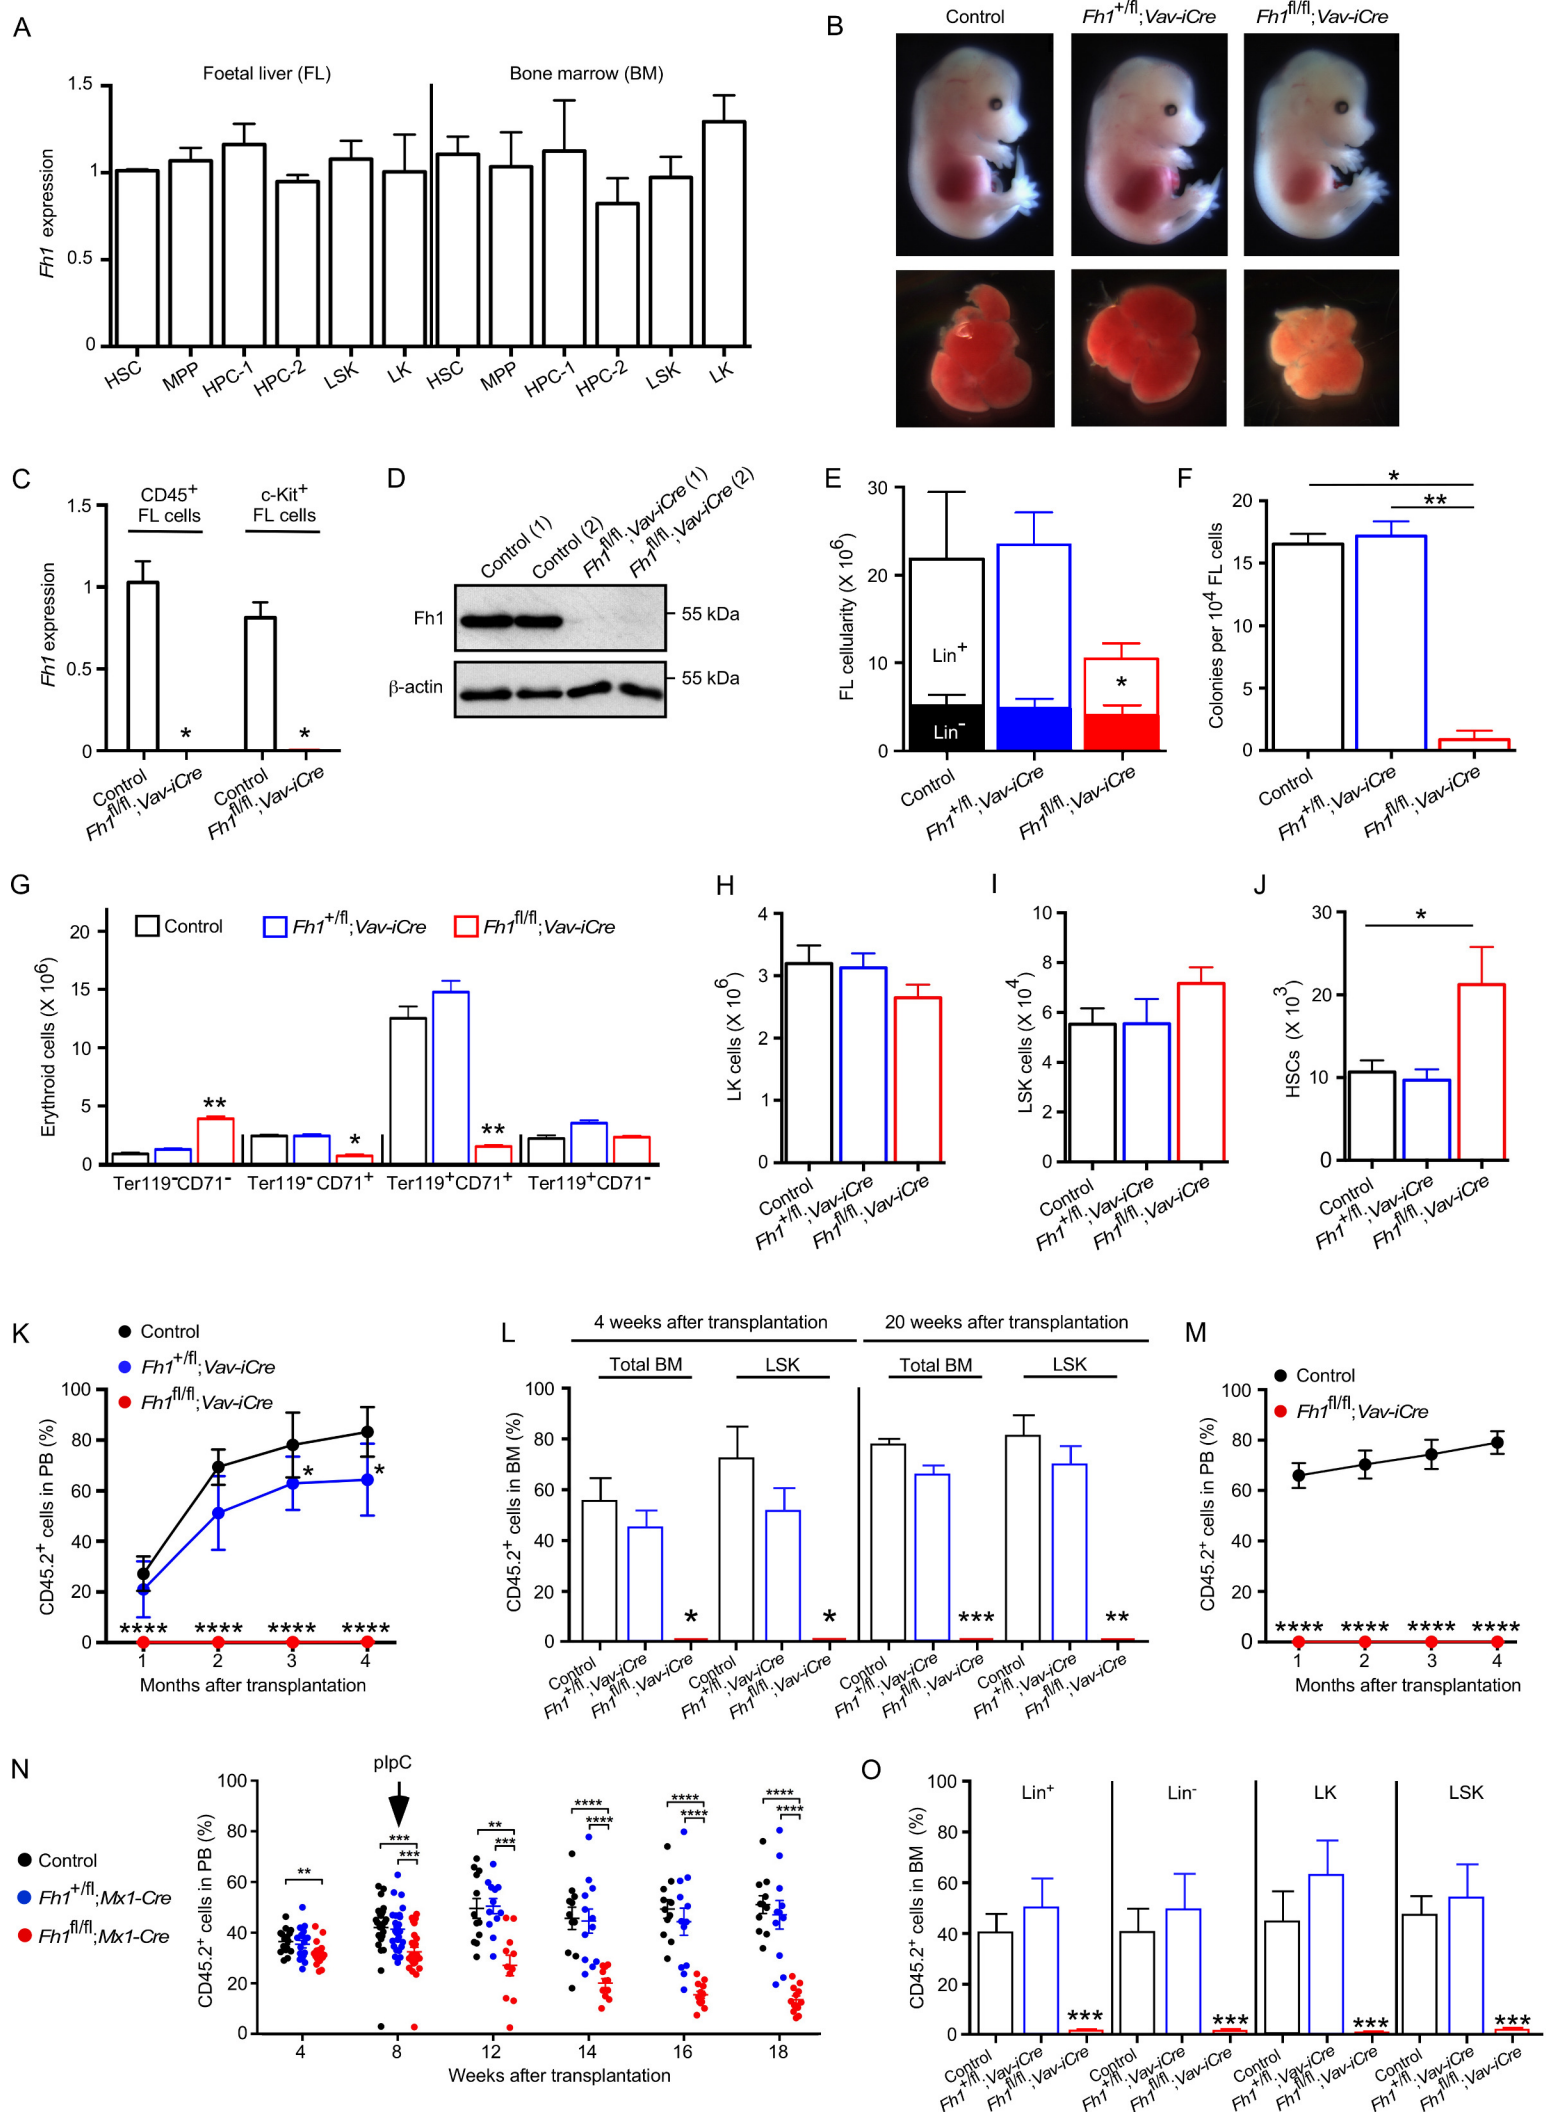 A
Foetal liver (FL)
Bone marrow (BM)
Fh1 expression
1.5
1
0.5
0
HSC
MPP
HPC-1
HPC-2
LSK
LK
HSC
MPP
HPC-1
HPC-2
LSK
LK
B
Control
Fh1+/fl;Vav-iCre
Fh1fl/fl;Vav-iCre
C
CD45+
FL cells
c-Kit+
FL cells
Fh1 expression
1.5
1
0.5
0
*
*
Control
Fh1fl/fl;Vav-iCre
Control
Fh1fl/fl;Vav-iCre
D
Control (1)
Control (2)
Fh1fl/fl;Vav-iCre (1)
Fh1fl/fl;Vav-iCre (2)
Fh1
55 kDa
β-actin
55 kDa
E
FL cellularity (X 106)
30
20
10
0
Lin+
Lin-
*
Control
Fh1+/fl;Vav-iCre
Fh1fl/fl;Vav-iCre
F
Colonies per 104 FL cells
20
15
10
5
0
*
**
Control
Fh1+/fl;Vav-iCre
Fh1fl/fl;Vav-iCre
G
Control
Fh1+/fl;Vav-iCre
Fh1fl/fl;Vav-iCre
Erythroid cells (X 106)
20
15
10
5
0
**
*
**
Ter119-CD71-
Ter119-CD71+
Ter119+CD71+
Ter119+CD71-
H
LK cells (X 106)
4
3
2
1
0
Control
Fh1+/fl;Vav-iCre
Fh1fl/fl;Vav-iCre
I
LSK cells (X 104)
10
8
6
4
2
0
Control
Fh1+/fl;Vav-iCre
Fh1fl/fl;Vav-iCre
J
HSCs (X 103)
30
20
10
0
*
Control
Fh1+/fl;Vav-iCre
Fh1fl/fl;Vav-iCre
K
Control
Fh1+/fl;Vav-iCre
Fh1fl/fl;Vav-iCre
CD45.2+ cells in PB (%)
100
80
60
40
20
0
*
*
**** **** **** ****
1 2 3 4
Months after transplantation
L
4 weeks after transplantation
20 weeks after transplantation
Total BM
LSK
Total BM
LSK
CD45.2+ cells in BM (%)
100
80
60
40
20
0
*
*
***
**
Control
Fh1+/fl;Vav-iCre
Fh1fl/fl;Vav-iCre
Control
Fh1+/fl;Vav-iCre
Fh1fl/fl;Vav-iCre
Control
Fh1+/fl;Vav-iCre
Fh1fl/fl;Vav-iCre
Control
Fh1+/fl;Vav-iCre
Fh1fl/fl;Vav-iCre
M
Control
Fh1fl/fl;Vav-iCre
CD45.2+ cells in PB (%)
100
80
60
40
20
0
**** **** **** ****
1 2 3 4
Months after transplantation
N
Control
Fh1+/fl;Mx1-Cre
Fh1fl/fl;Mx1-Cre
pIpC
CD45.2+ cells in PB (%)
100
80
60
40
20
0
**
***
***
**
***
****
****
****
****
****
****
4 8 12 14 16 18
Weeks after transplantation
O
Lin+
Lin-
LK
LSK
CD45.2+ cells in BM (%)
100
80
60
40
20
0
***
***
***
***
Control
Fh1+/fl;Vav-iCre
Fh1fl/fl;Vav-iCre
Control
Fh1+/fl;Vav-iCre
Fh1fl/fl;Vav-iCre
Control
Fh1+/fl;Vav-iCre
Fh1fl/fl;Vav-iCre
Control
Fh1+/fl;Vav-iCre
Fh1fl/fl;Vav-iCre